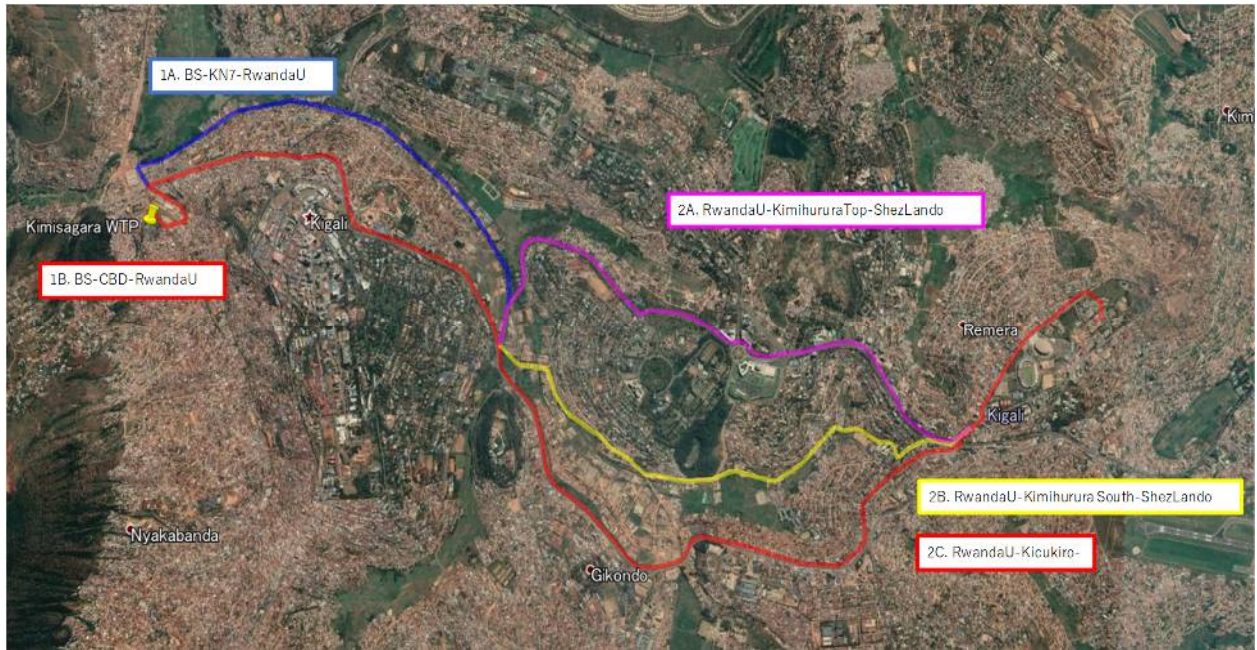 1A. BS-KN7-RwandaU
Kim
2A. RwandaU-KimihururaTop-ShezLando
Kimisagara WTP
Kigali
1B. BS-CBD-RwandaU
Remera
Kigali
2B. RwandaU-Kimihurura South-ShezLando
Nyakabanda
2C. RwandaU-Kicukiro-
Gikondo